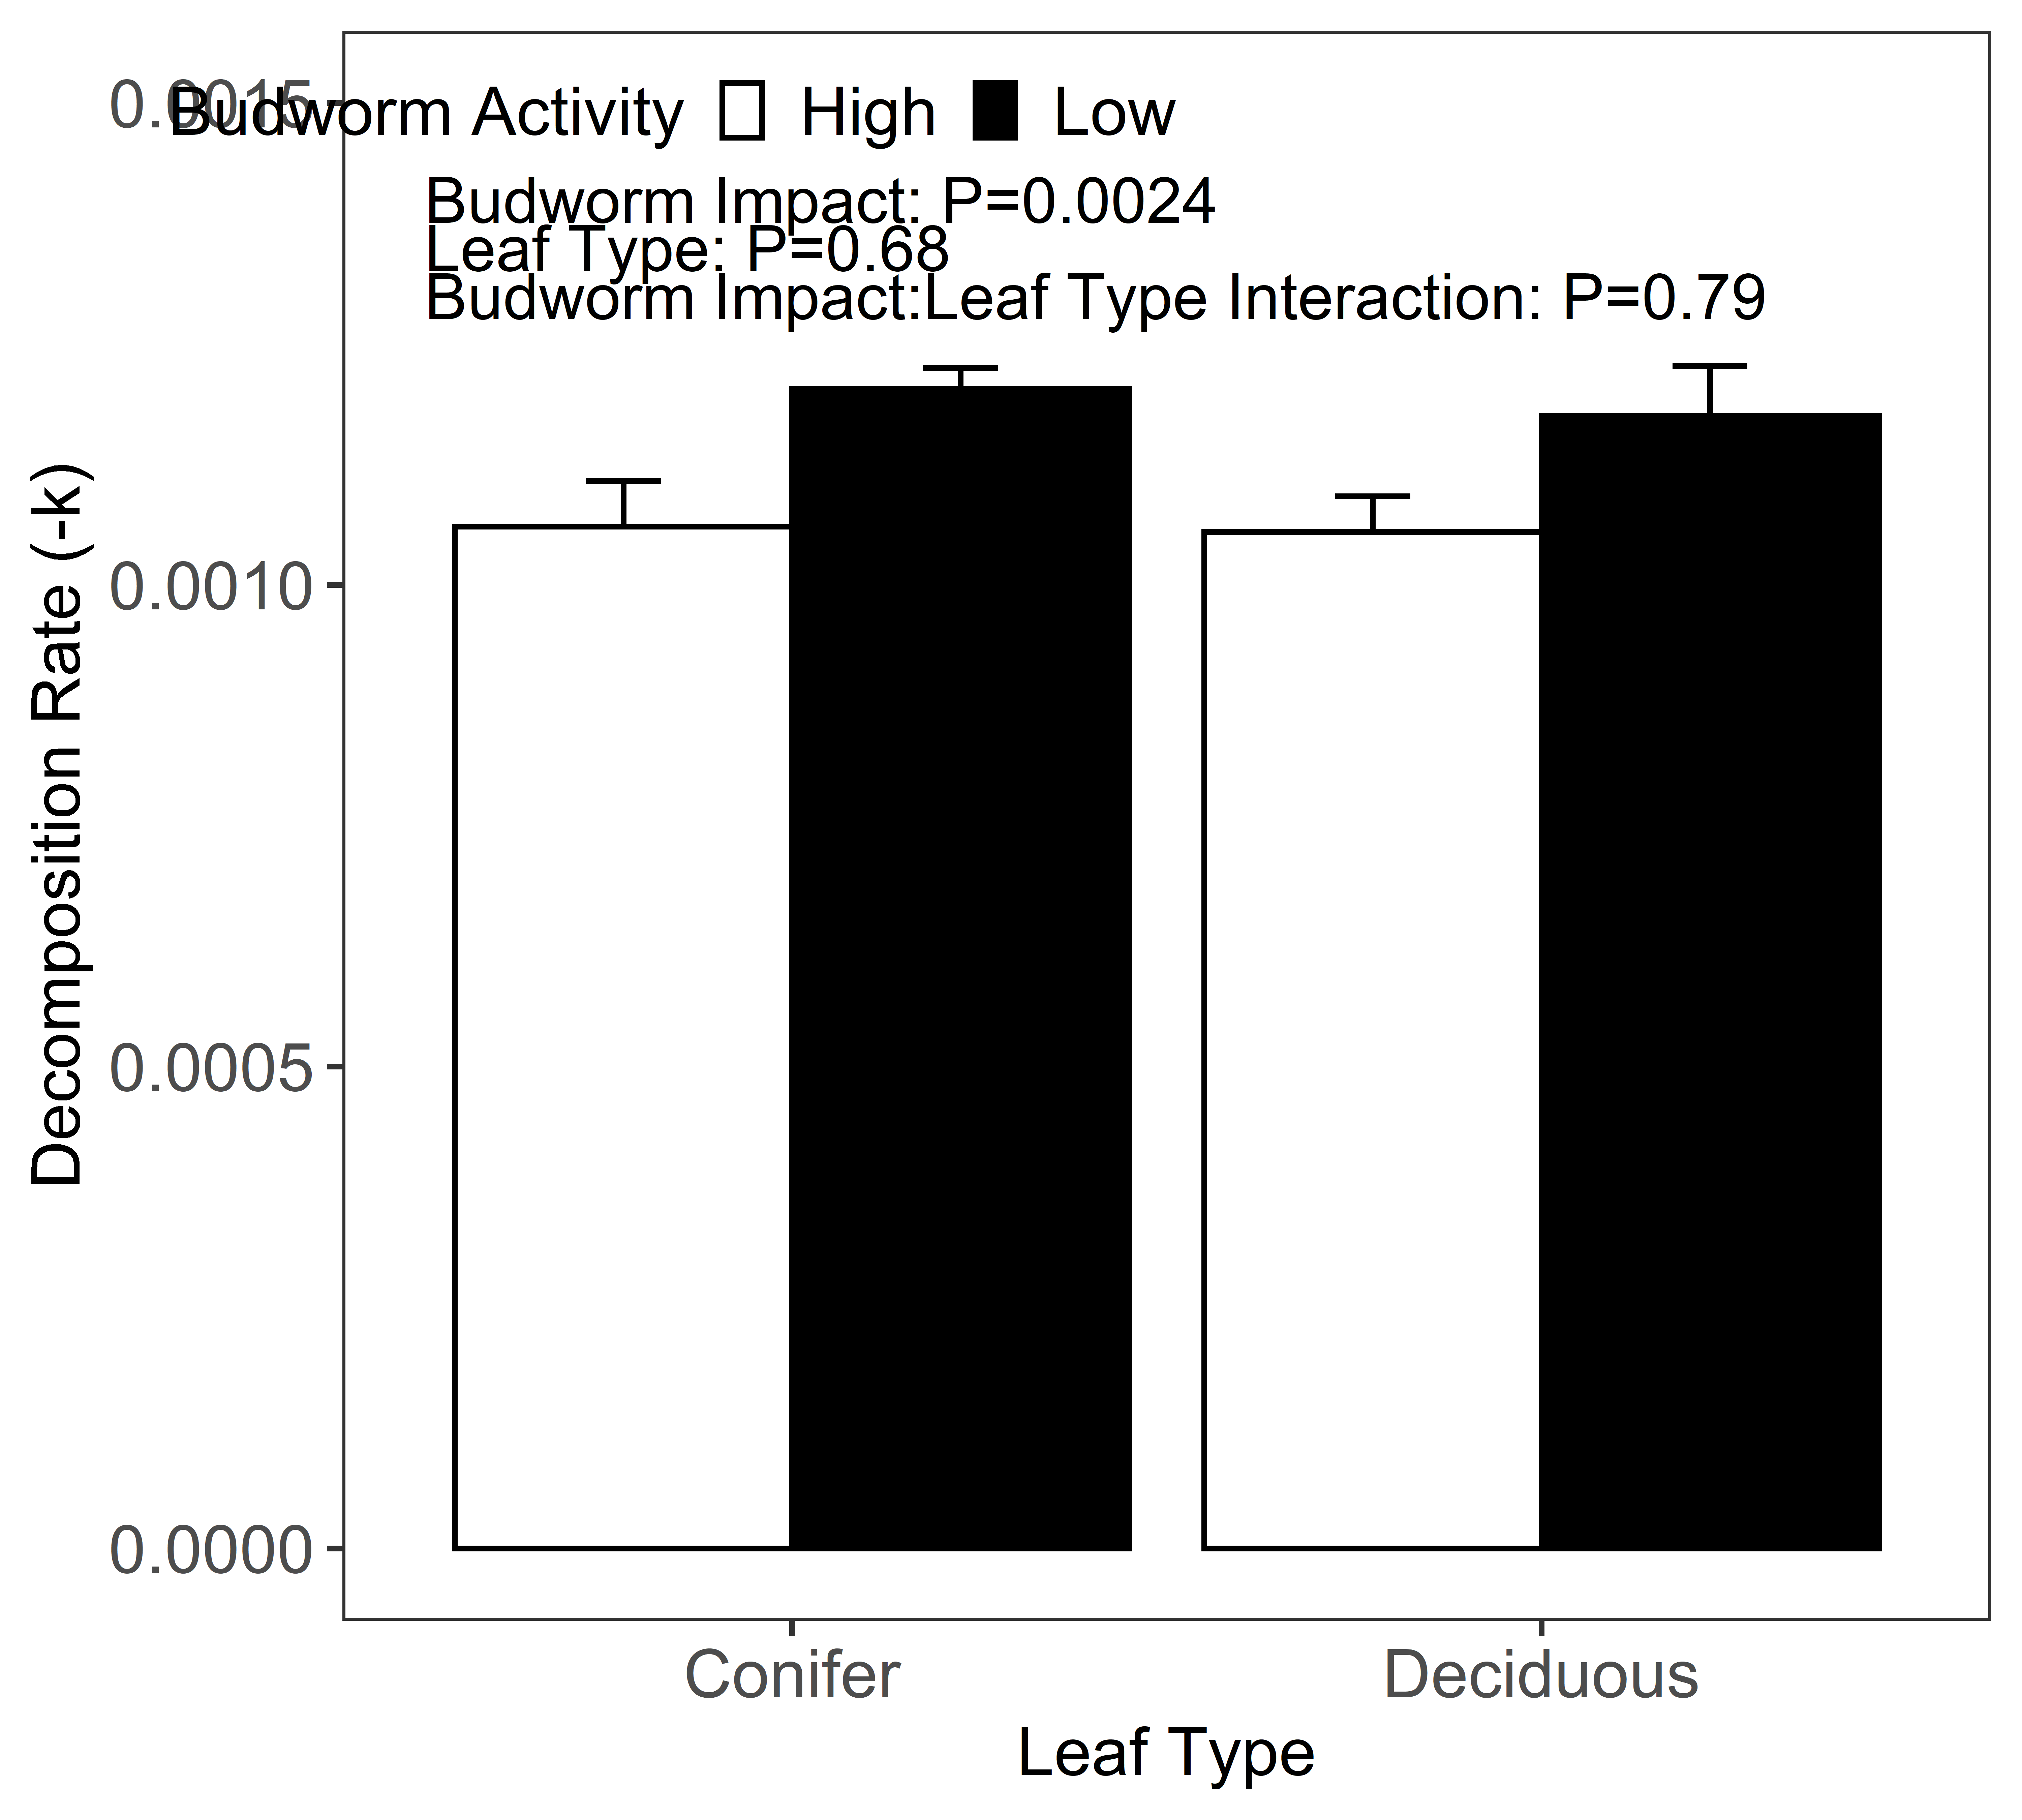 0.0015
Budworm Activity High Low
Budworm Impact: P=0.0024
Leaf Type: P=0.68
Budworm Impact:Leaf Type Interaction: P=0.79
Decomposition Rate (-k)
0.0010
0.0005
0.0000
Conifer Deciduous
Leaf Type